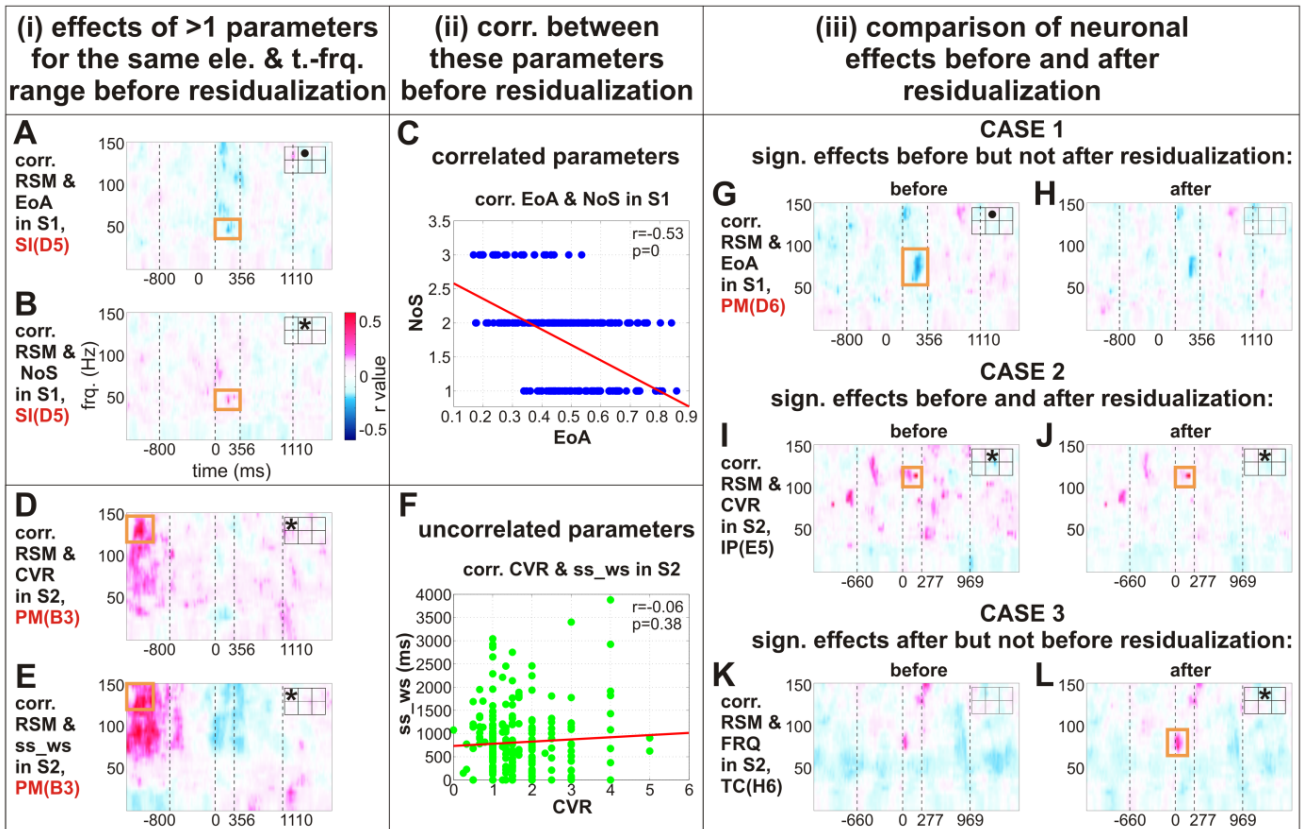 (i) effects of >1 parameters
for the same ele. & t.-frq.
range before residualization
(ii) corr. between
these parameters
before residualization
(iii) comparison of neuronal
effects before and after
residualization
A
corr.
RSM &
EoA
in S1,
SI(D5)
150
100
50
-800
0
356
1110
B
corr.
RSM &
NoS
in S1,
SI(D5)
frq. (Hz)
150
100
50
-800
0
356
1110
time (ms)
0.5
0
-0.5
r value
C
correlated parameters
corr. EoA & NoS in S1
r=-0.53
p=0
NoS
3.5
3
2.5
2
1.5
1
0.1 0.2 0.3 0.4 0.5 0.6 0.7 0.8 0.9
EoA
D
corr.
RSM &
CVR
in S2,
PM(B3)
150
100
50
-800
0
356
1110
E
corr.
RSM &
ss_ws
in S2,
PM(B3)
150
100
50
-800
0
356
1110
F
uncorrelated parameters
corr. CVR & ss_ws in S2
r=-0.06
p=0.38
ss_ws (ms)
4000
3500
3000
2500
2000
1500
1000
500
0
0 1 2 3 4 5 6
CVR
CASE 1
sign. effects before but not after residualization:
G
before
corr.
RSM &
EoA
in S1,
PM(D6)
150
100
50
-800
0
356
1110
H
after
150
100
50
-800
0
356
1110
CASE 2
sign. effects before and after residualization:
I
before
corr.
RSM &
CVR
in S2,
IP(E5)
150
100
50
-660
0
277
969
J
after
150
100
50
-660
0
277
969
CASE 3
sign. effects after but not before residualization:
K
before
corr.
RSM &
FRQ
in S2,
TC(H6)
150
100
50
-660
0
277
969
L
after
150
100
50
-660
0
277
969